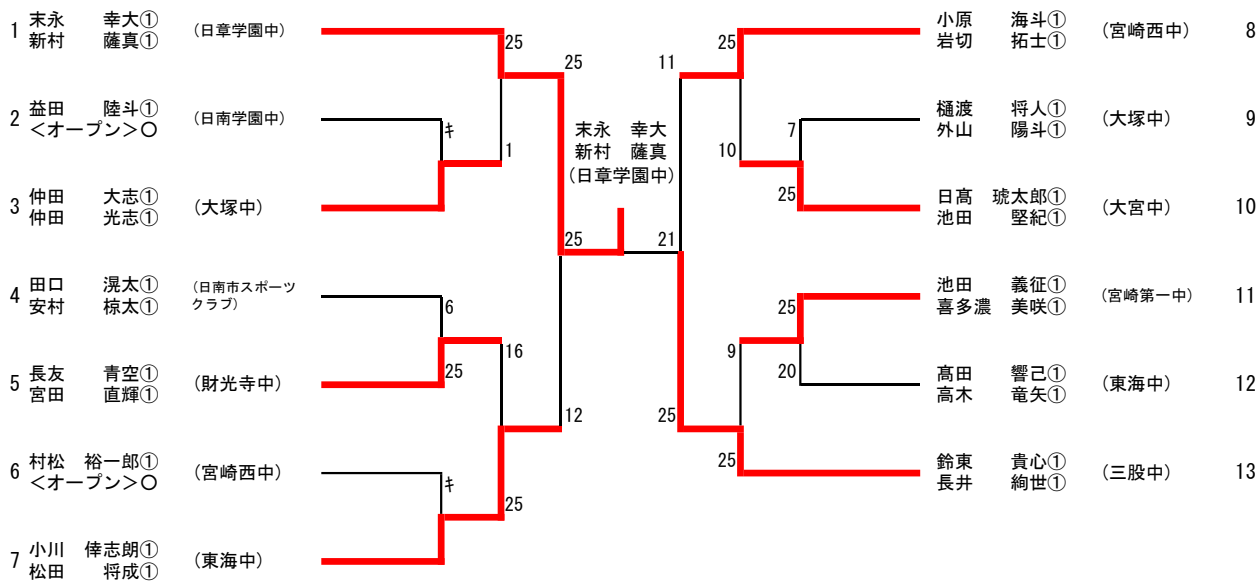 1 末永 幸大① (日章学園中)
新村 薩真①
2 益田 陸斗① (日南学園中)
<オープン>〇
3 仲田 大志① (大塚中)
仲田 光志①
4 田口 滉太① (日南市スポーツ
安村 椋太① クラブ)
5 長友 青空① (財光寺中)
宮田 直輝①
6 村松 裕一郎① (宮崎西中)
<オープン>〇
7 小川 倖志朗① (東海中)
松田 将成①
25
キ
1
25
6
25
16
キ
25
12
25
末永 幸大
新村 薩真
(日章学園中)
21
11
25
10
7
25
25
20
9
25
25
小原 海斗① (宮崎西中) 8
岩切 拓士①
樋渡 将人① (大塚中) 9
外山 陽斗①
日髙 琥太郎① (大宮中) 10
池田 堅紀①
池田 義征① (宮崎第一中) 11
喜多濃 美咲①
髙田 響己① (東海中) 12
高木 竜矢①
鈴東 貴心① (三股中) 13
長井 絢世①